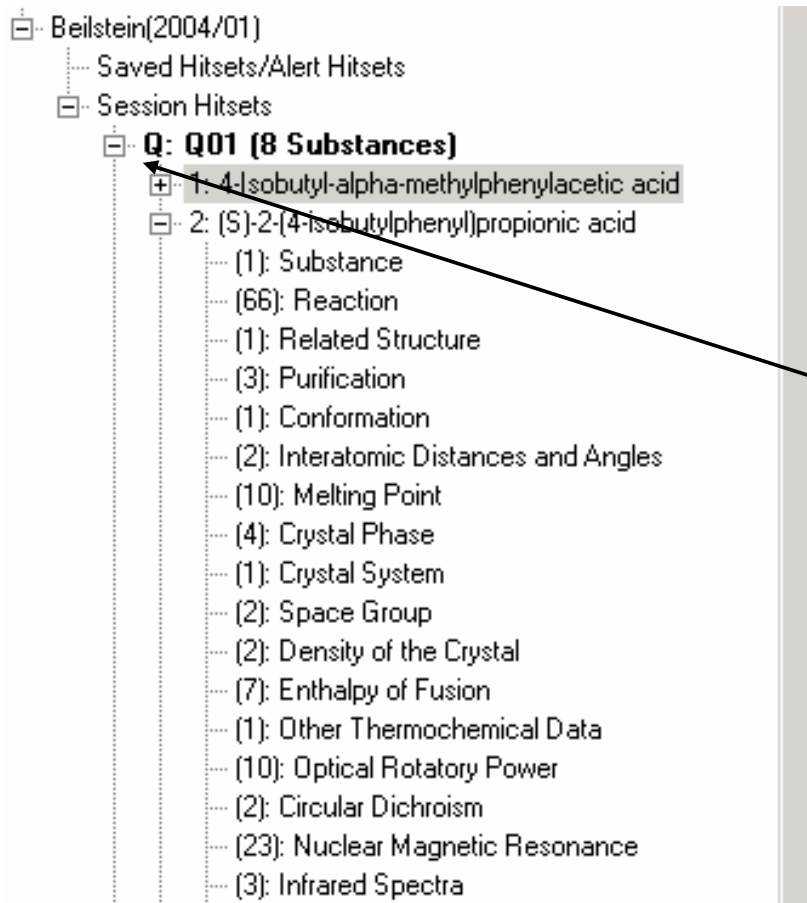 Beilstein(2004/01)
Saved Hitsets/Alert Hitsets
Session Hitsets
Q: Q01 (8 Substances)
1: 4-Isobutyl-alpha-methylphenylacetic acid
2: (S)-2-(4-isobutylphenyl)propionic acid
(1): Substance
(66): Reaction
(1): Related Structure
(3): Purification
(1): Conformation
(2): Interatomic Distances and Angles
(10): Melting Point
(4): Crystal Phase
(1): Crystal System
(2): Space Group
(2): Density of the Crystal
(7): Enthalpy of Fusion
(1): Other Thermochemical Data
(10): Optical Rotatory Power
(2): Circular Dichroism
(23): Nuclear Magnetic Resonance
(3): Infrared Spectra